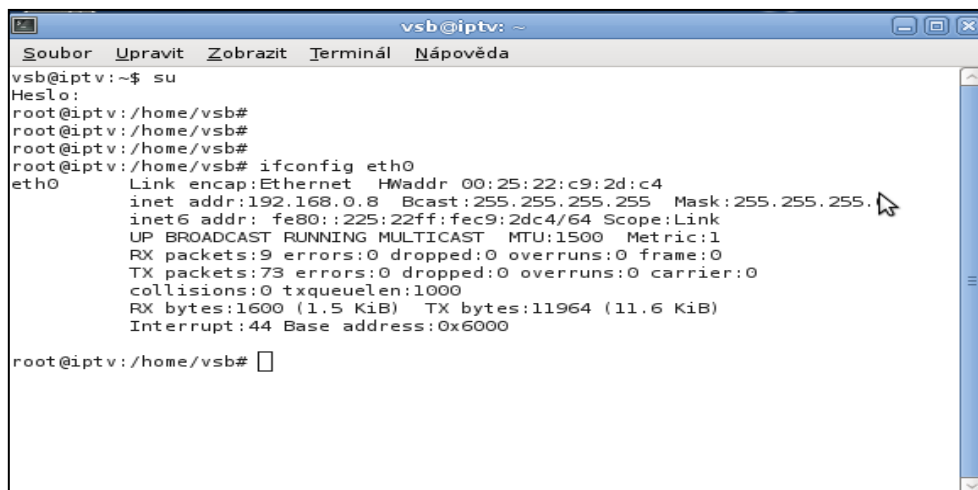 vsb@iptv: ~
Soubor Upravit Zobrazit Terminál Nápověda
vsb@iptv:~$ su
Heslo:
root@iptv:/home/vsb#
root@iptv:/home/vsb#
root@iptv:/home/vsb#
root@iptv:/home/vsb# ifconfig eth0
eth0 Link encap:Ethernet HWaddr 00:25:22:c9:2d:c4
inet addr:192.168.0.8 Bcast:255.255.255.255 Mask:255.255.255.
inet6 addr: fe80::225:22ff:fec9:2dc4/64 Scope:Link
UP BROADCAST RUNNING MULTICAST MTU:1500 Metric:1
RX packets:9 errors:0 dropped:0 overruns:0 frame:0
TX packets:73 errors:0 dropped:0 overruns:0 carrier:0
collisions:0 txqueuelen:1000
RX bytes:1600 (1.5 KiB) TX bytes:11964 (11.6 KiB)
Interrupt:44 Base address:0x6000
root@iptv:/home/vsb#